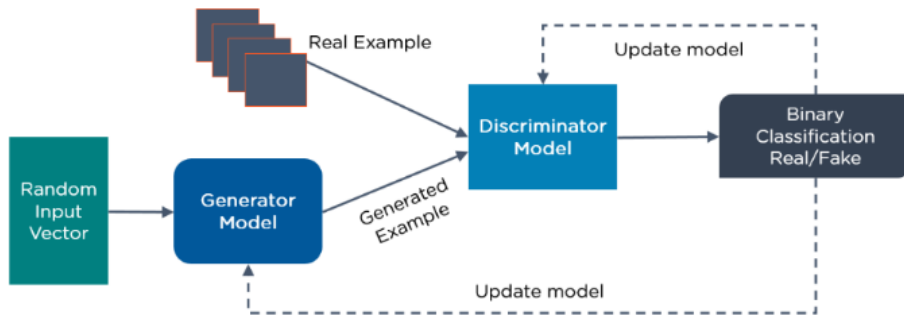 Real Example
Update model
Random
Input
Vector
Generator
Model
Generated
Example
Discriminator
Model
Binary
Classification
Real/Fake
Update model